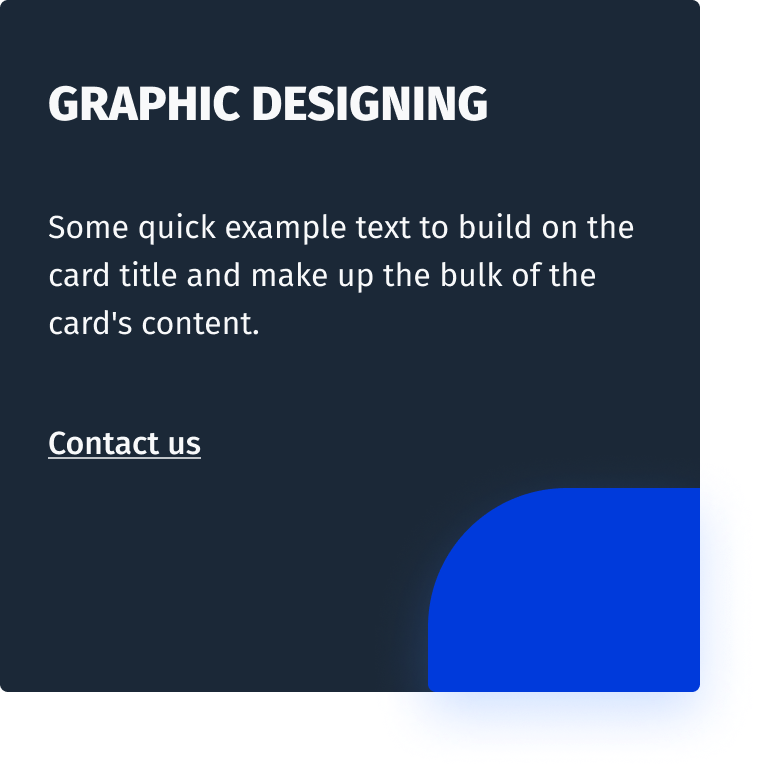 GRAPHIC DESIGNING
Some quick example text to build on the
card title and make up the bulk of the
card's content.
Contact us